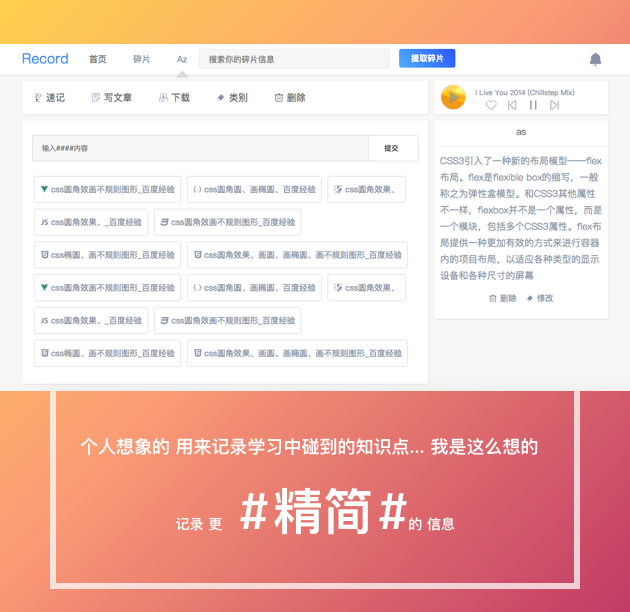 Record 首页 碎片 Az 搜索你的碎片信息 提取碎片
速记 写文章 下载 类别 删除
I Live You 2014 (Chillstep Mix)
输入####内容 提交
css圆角效画不规则图形_百度经验 css圆角圆、画椭圆、百度经验 css圆角效果、
JS css圆角效果、_百度经验 css圆角效画不规则图形_百度经验
css椭圆、画不规则图形_百度经验 css圆角效果、画圆、画椭圆、画不规则图形_百度经验
css圆角效画不规则图形_百度经验 css圆角圆、画椭圆、百度经验 css圆角效果、
JS css圆角效果、_百度经验 css圆角效画不规则图形_百度经验
css椭圆、画不规则图形_百度经验 css圆角效果、画圆、画椭圆、画不规则图形_百度经验
as
CSS3引入了一种新的布局模型——flex
布局。flex是flexible box的缩写，一般
称之为弹性盒模型。和CSS3其他属性
不一样，flexbox并不是一个属性，而是
一个模块，包括多个CSS3属性。flex布
局提供一种更加有效的方式来进行容器
内的项目布局，以适应各种类型的显示
设备和各种尺寸的屏幕
删除 修改
个人想象的 用来记录学习中碰到的知识点... 我是这么想的
记录 更 #精简#的 信息